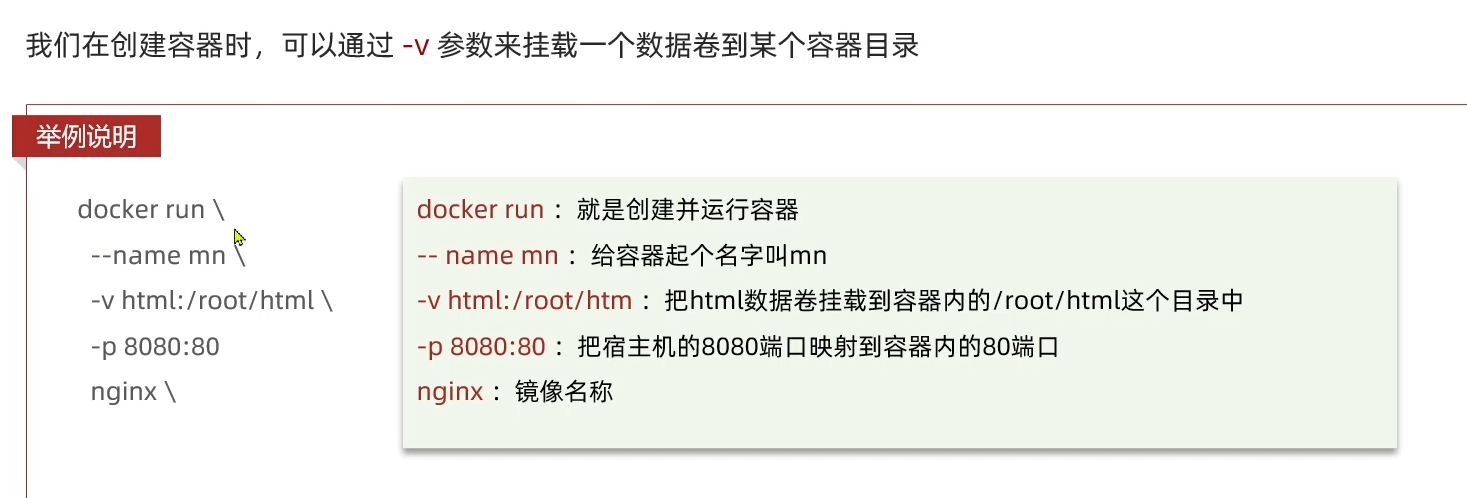 我们在创建容器时，可以通过 -v 参数来挂载一个数据卷到某个容器目录
举例说明
docker run \
--name mn \
-v html:/root/html \
-p 8080:80
nginx \
docker run ：就是创建并运行容器
-- name mn ：给容器起个名字叫mn
-v html:/root/htm ：把html数据卷挂载到容器内的/root/html这个目录中
-p 8080:80 ：把宿主机的8080端口映射到容器内的80端口
nginx ：镜像名称